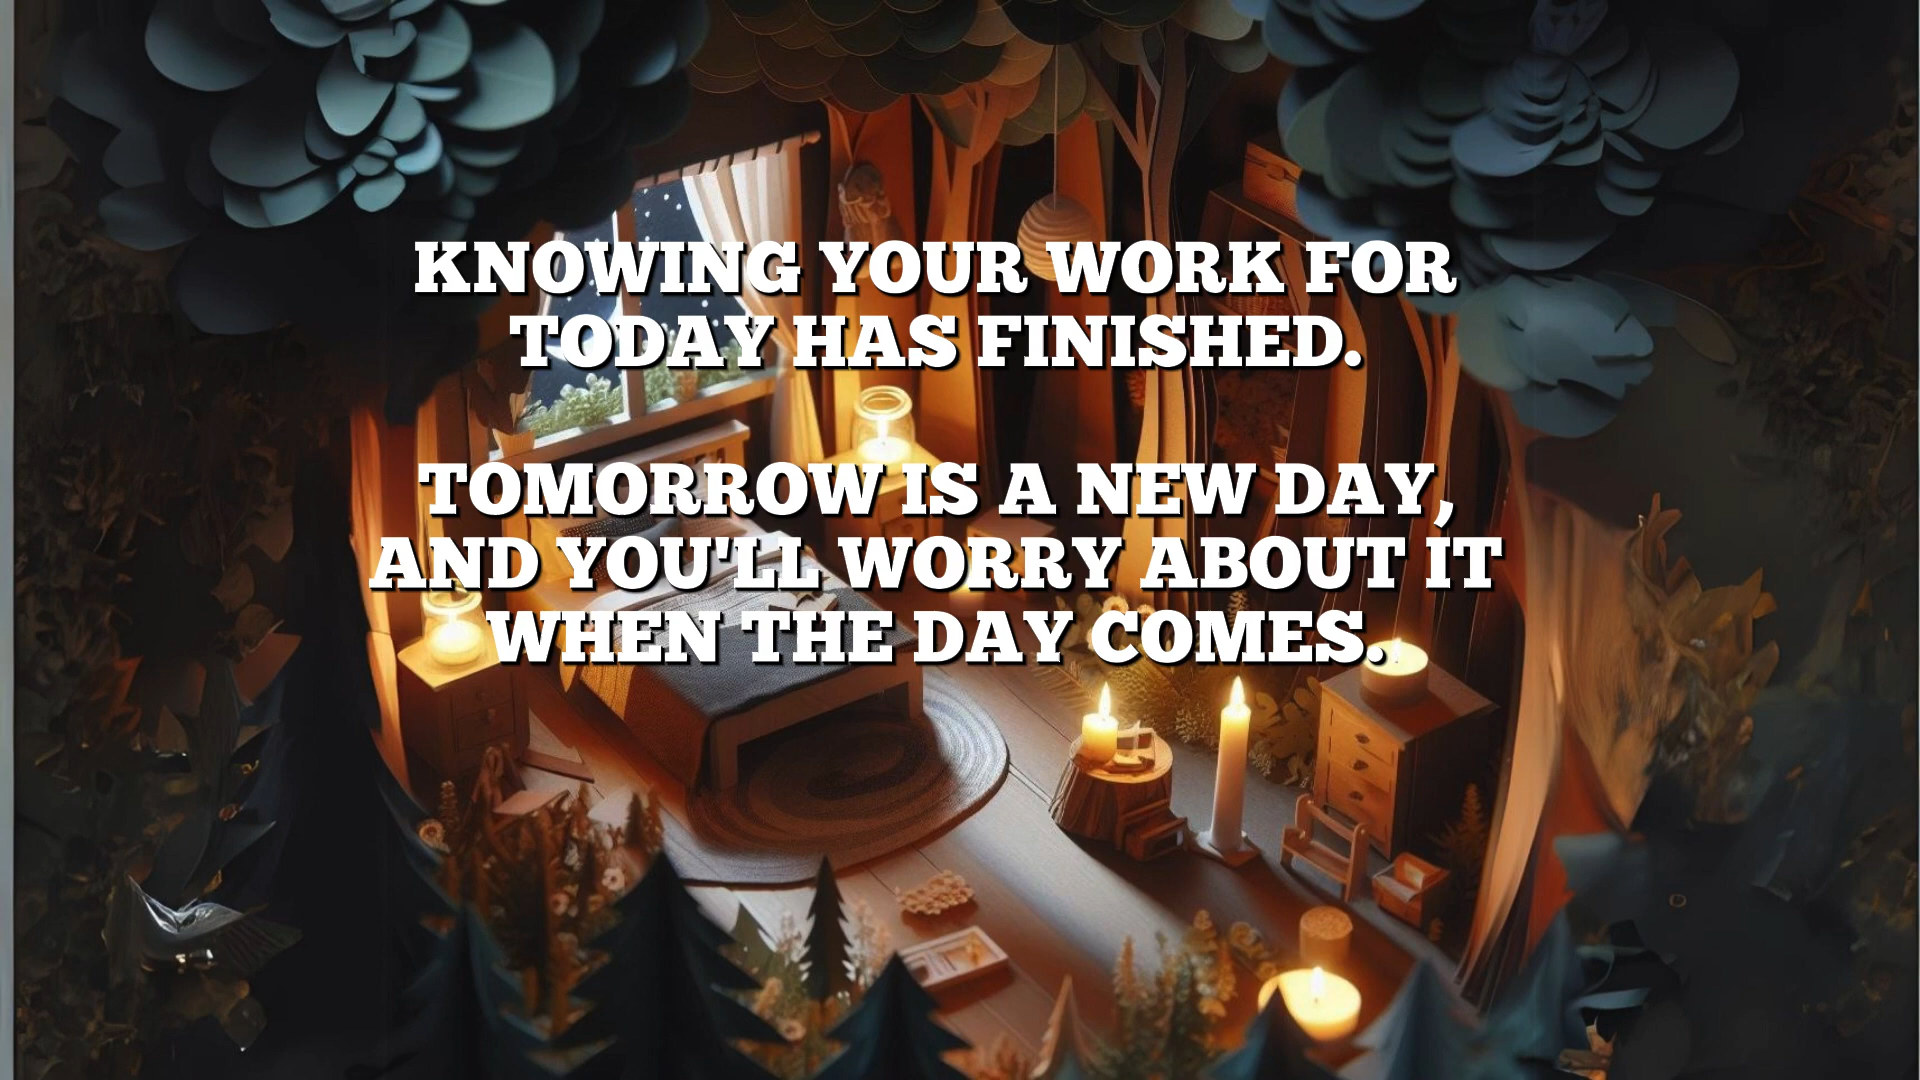 KNOWING YOUR WORK FOR
TODAY HAS FINISHED.
TOMORROW IS A NEW DAY,
AND YOU'LL WORRY ABOUT IT
WHEN THE DAY COMES.